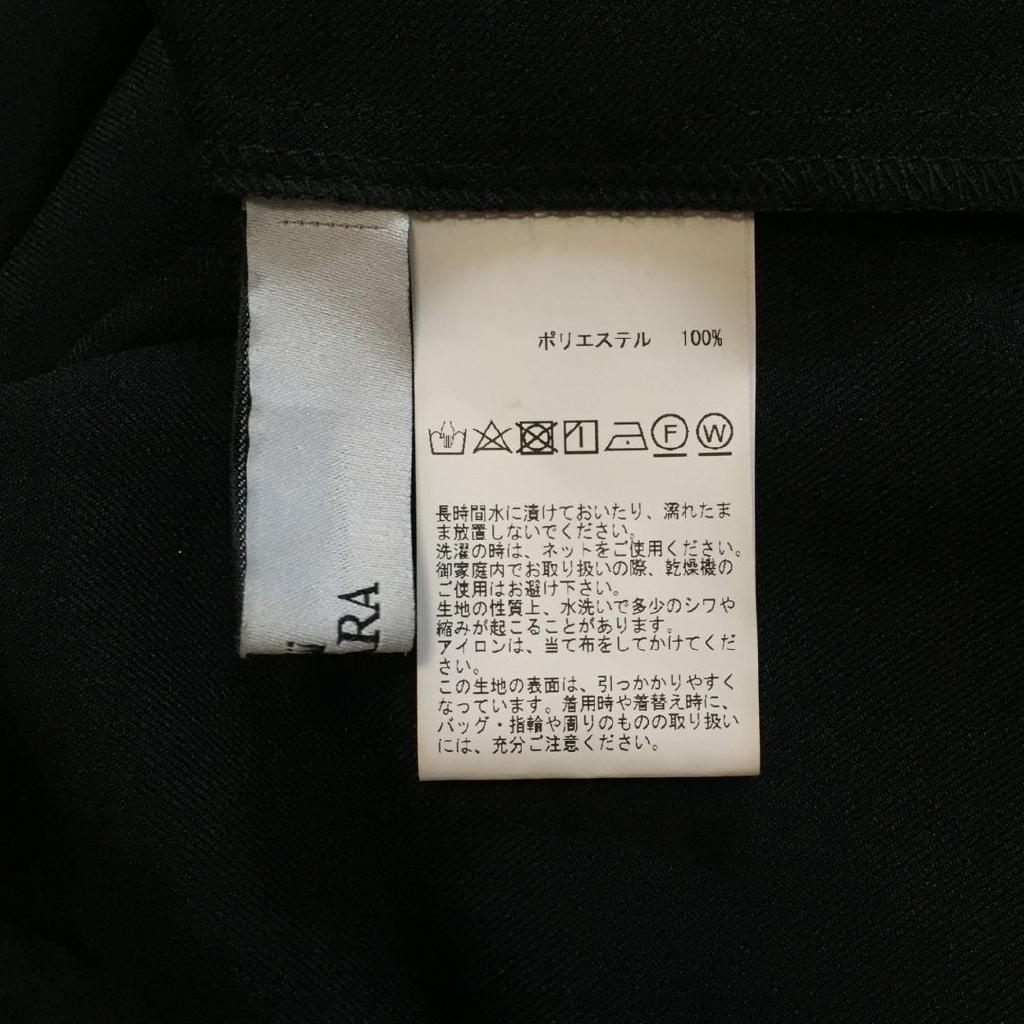 ポリエステル 100%
F W
長時間水に漬けておいたり、濡れたま
ま放置しないでください。
洗濯の時は、ネットをご使用ください。
御家庭内でお取り扱いの際、乾燥機の
ご使用はお避け下さい。
生地の性質上、水洗いで多少のシワや
縮みが起こることがあります。
アイロンは、当て布をしてかけてくだ
さい。
この生地の表面は、引っかかりやすく
なっています。着用時や着替え時に、
バッグ・指輪や周りのものの取り扱い
には、充分ご注意ください。
RA